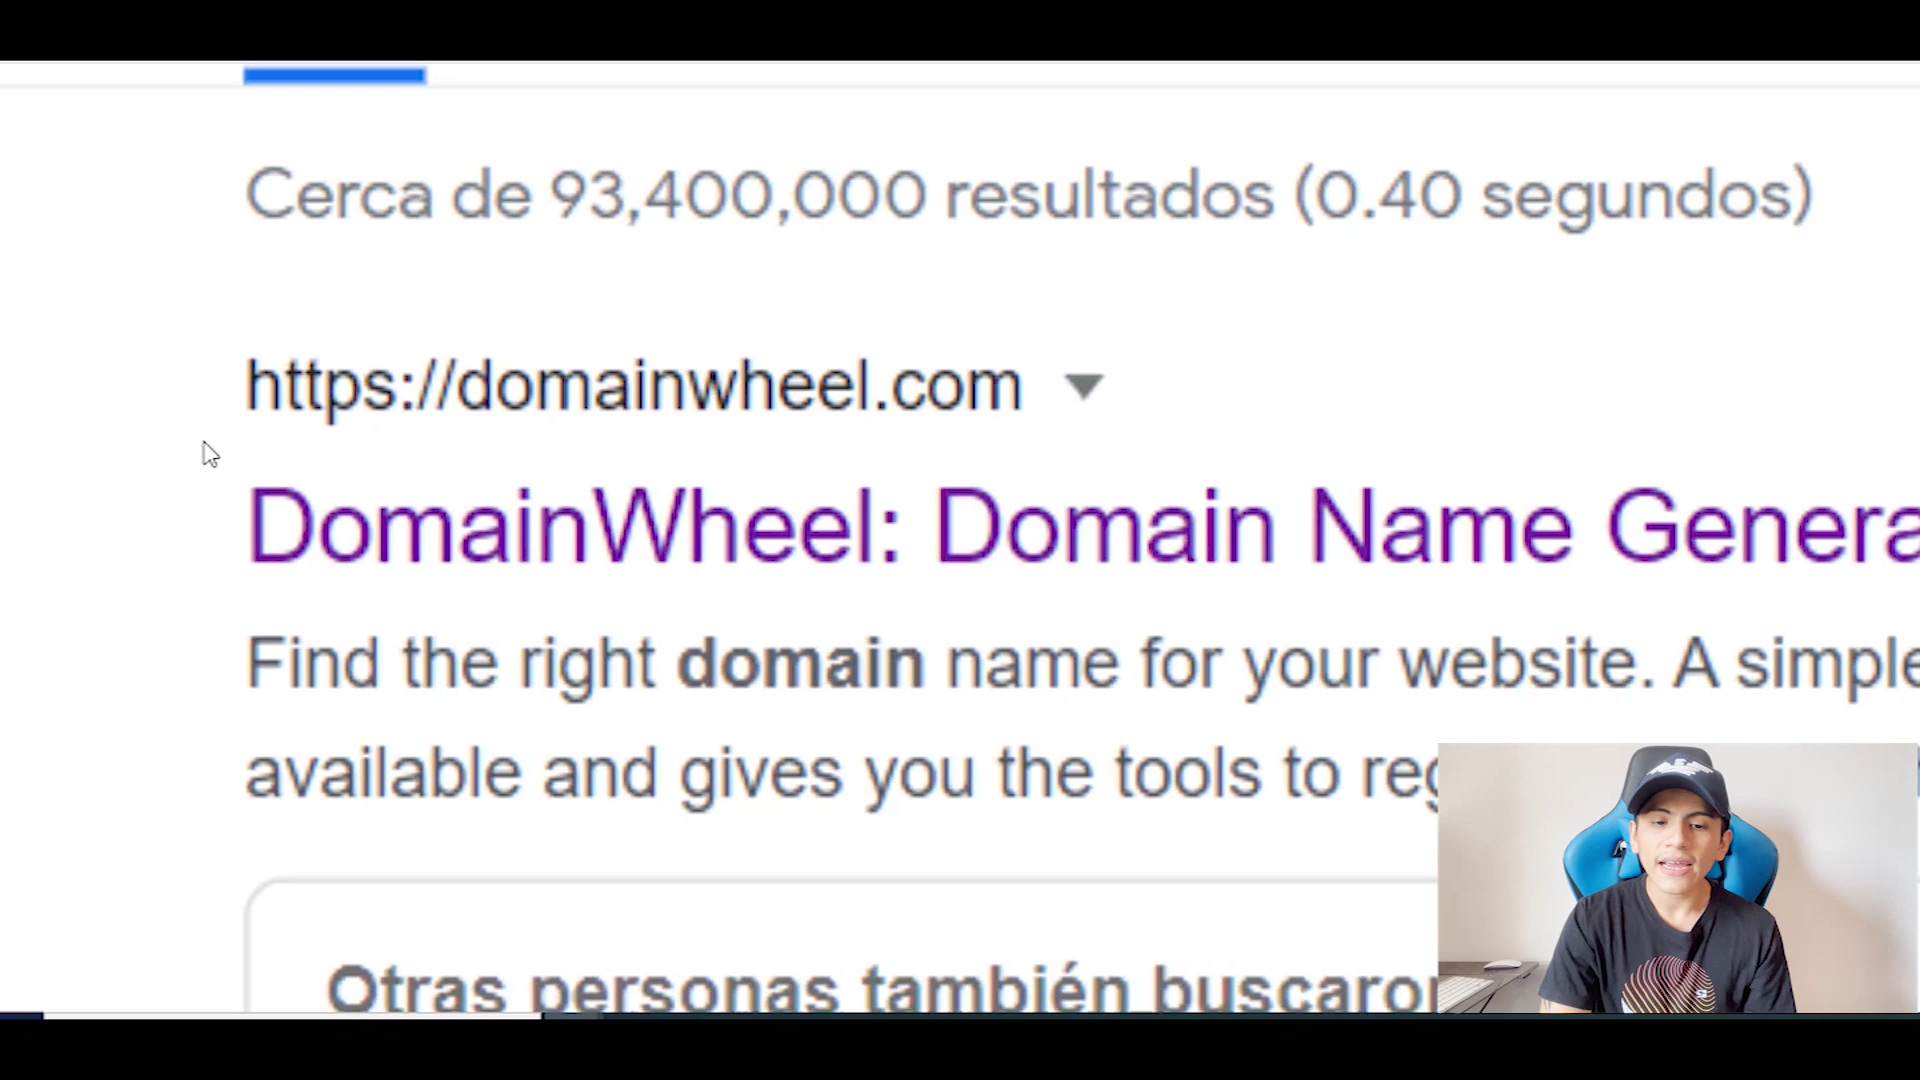 Cerca de 93,400,000 resultados (0.40 segundos)
https://domainwheel.com
DomainWheel: Domain Name Genera
Find the right domain name for your website. A simple
available and gives you the tools to reg
Otras personas también buscaron